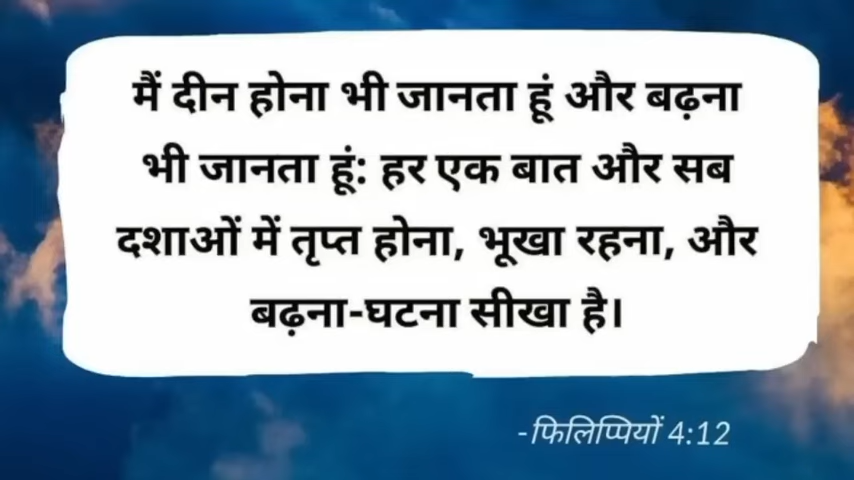 मैं दीन होना भी जानता हूं और बढ़ना
भी जानता हूं: हर एक बात और सब
दशाओं में तृप्त होना, भूखा रहना, और
बढ़ना-घटना सीखा है।
-फिलिप्पियों 4:12